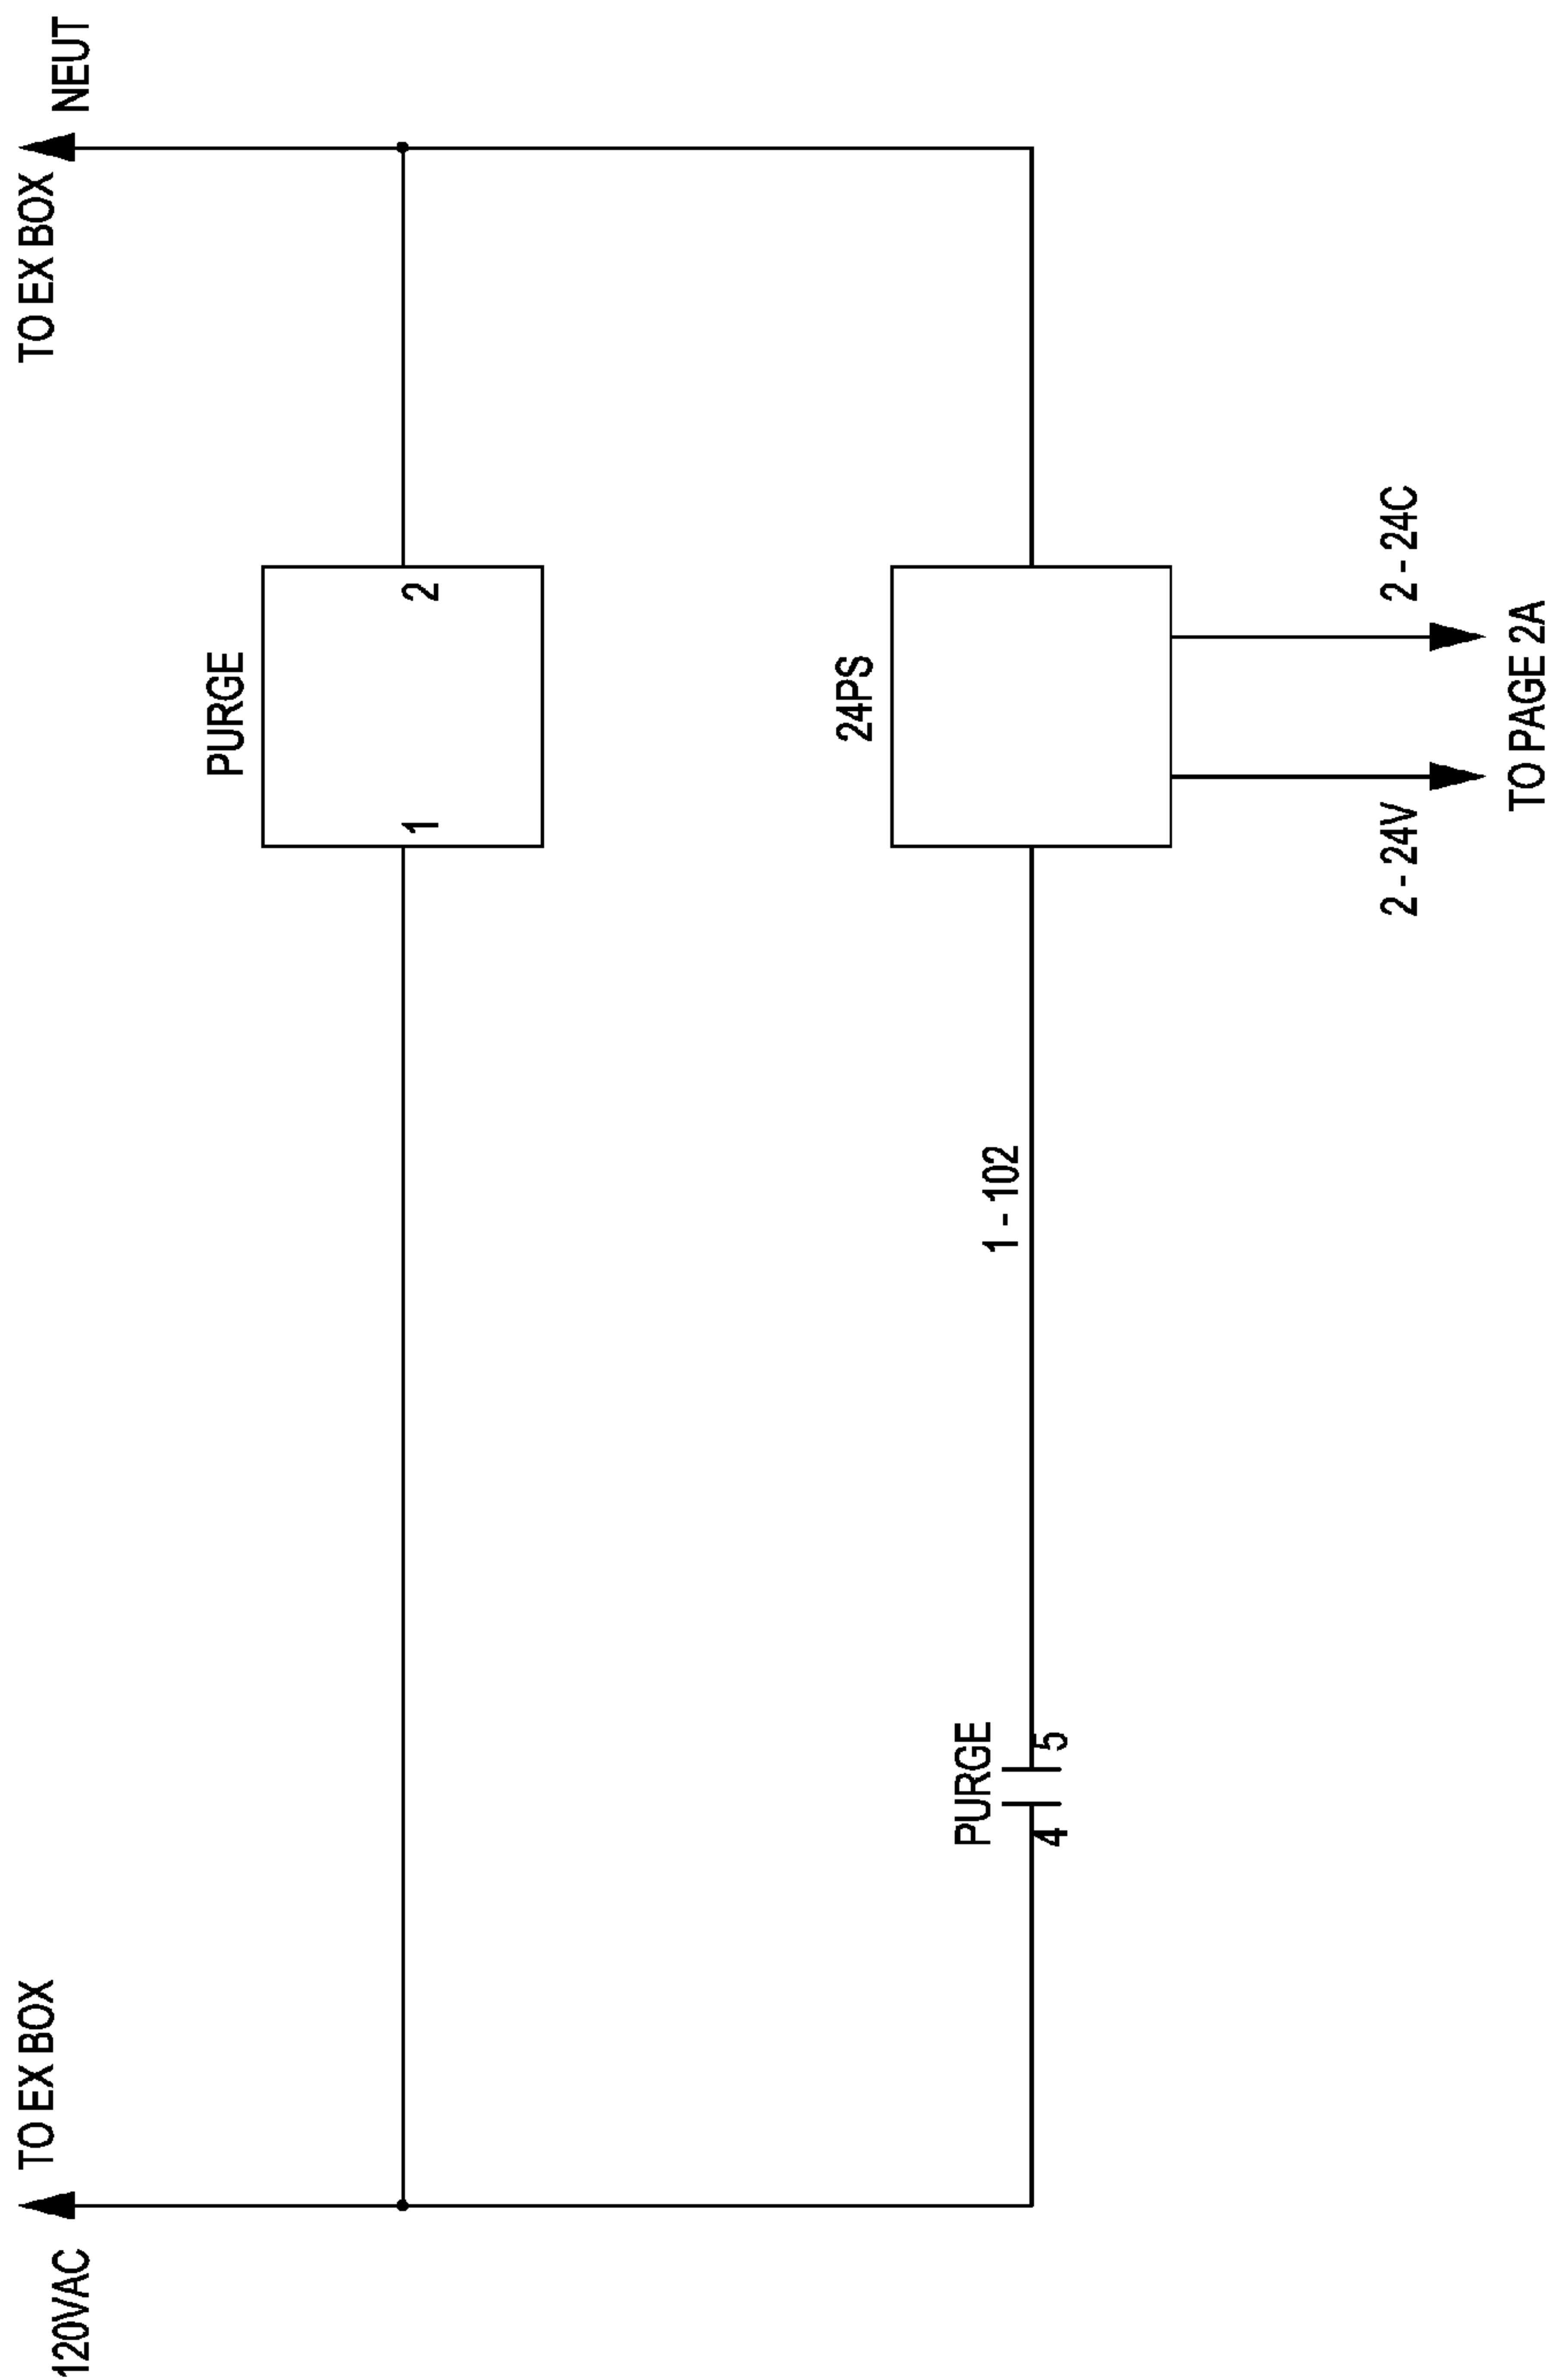 120VAC
TO EX BOX
TO EX BOX
NEUT
PURGE
1
2
24PS
PURGE
4
5
1 - 102
2 - 24V
2 - 24C
TO PAGE 2A